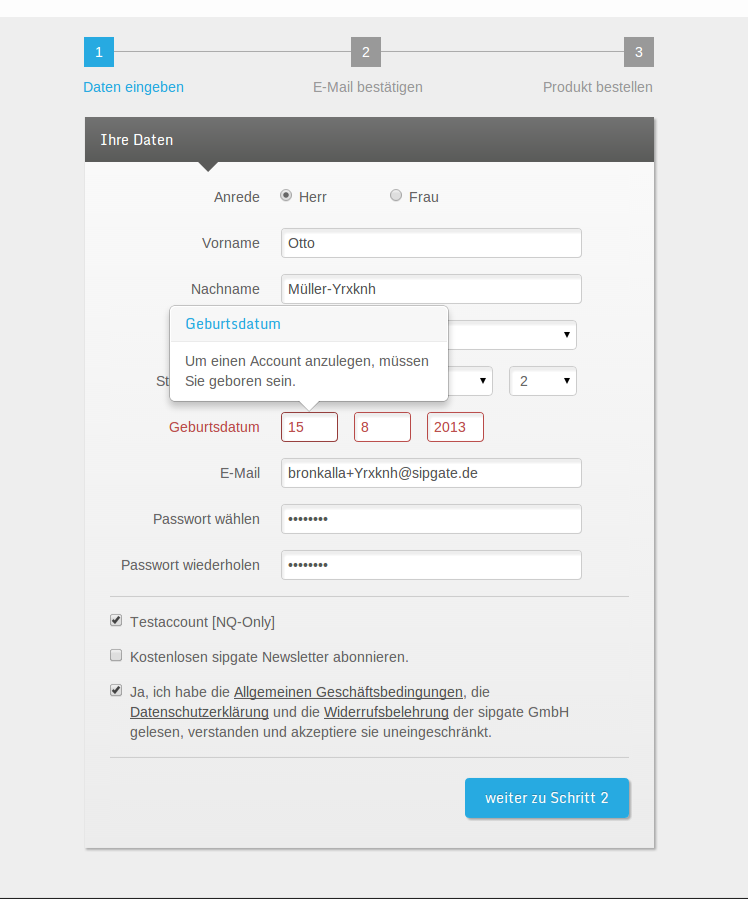 1
2
3
Daten eingeben
E-Mail bestätigen
Produkt bestellen
Ihre Daten
Anrede
Herr
Frau
Vorname
Otto
Nachname
Müller-Yrxknh
Geburtsdatum
Um einen Account anzulegen, müssen
Sie geboren sein.
St
2
Geburtsdatum
15
8
2013
E-Mail
bronkalla+Yrxknh@sipgate.de
Passwort wählen
••••••••
Passwort wiederholen
••••••••
Testaccount [NQ-Only]
Kostenlosen sipgate Newsletter abonnieren.
Ja, ich habe die Allgemeinen Geschäftsbedingungen, die
Datenschutzerklärung und die Widerrufsbelehrung der sipgate GmbH
gelesen, verstanden und akzeptiere sie uneingeschränkt.
weiter zu Schritt 2